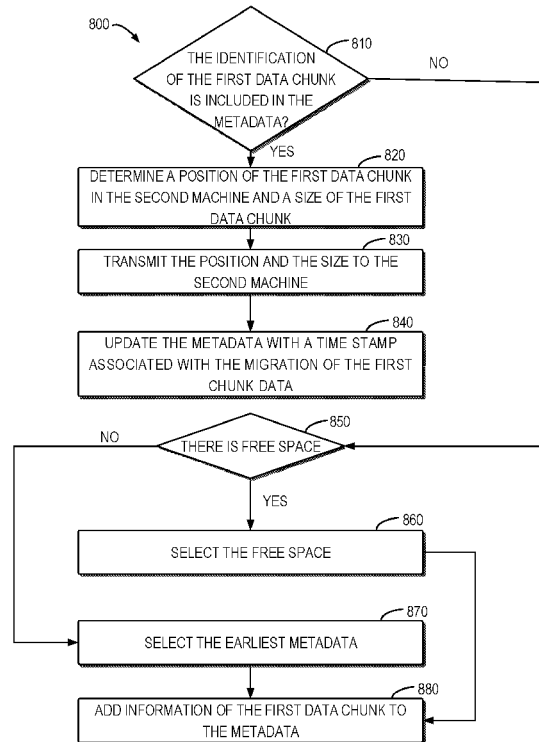 800
810
THE IDENTIFICATION
OF THE FIRST DATA CHUNK
IS INCLUDED IN THE
METADATA?
NO
YES
820
DETERMINE A POSITION OF THE FIRST DATA CHUNK
IN THE SECOND MACHINE AND A SIZE OF THE FIRST
DATA CHUNK
830
TRANSMIT THE POSITION AND THE SIZE TO THE
SECOND MACHINE
840
UPDATE THE METADATA WITH A TIME STAMP
ASSOCIATED WITH THE MIGRATION OF THE FIRST
CHUNK DATA
850
NO
THERE IS FREE SPACE
YES
860
SELECT THE FREE SPACE
870
SELECT THE EARLIEST METADATA
880
ADD INFORMATION OF THE FIRST DATA CHUNK TO
THE METADATA